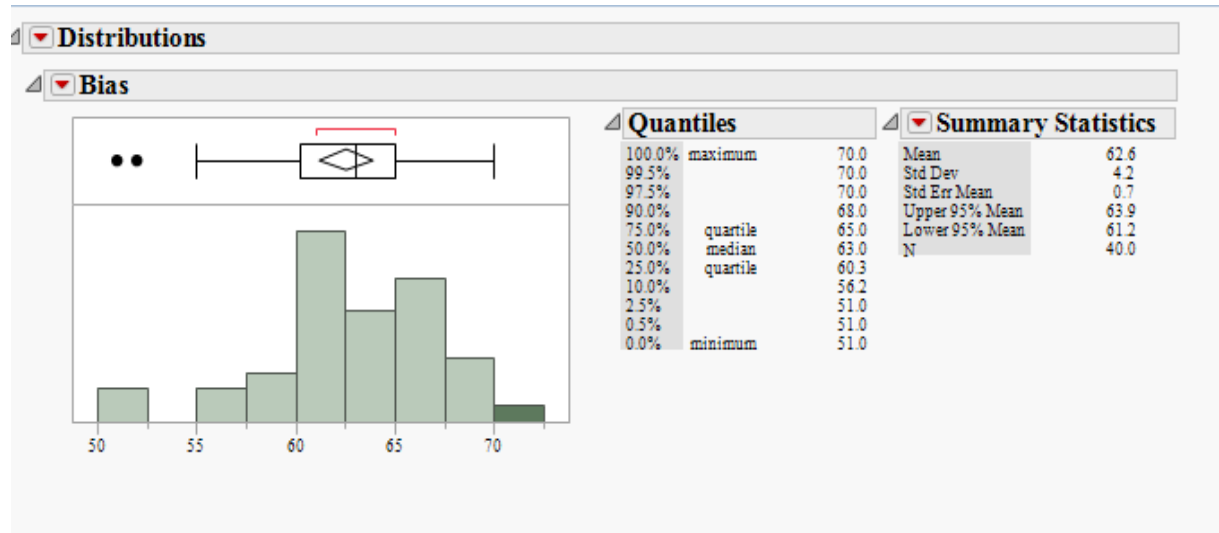 Distributions
Bias
50 55 60 65 70
Quantiles
100.0% maximum 70.0
99.5% 70.0
97.5% 70.0
90.0% 68.0
75.0% quartile 65.0
50.0% median 63.0
25.0% quartile 60.3
10.0% 56.2
2.5% 51.0
0.5% 51.0
0.0% minimum 51.0
Summary Statistics
Mean 62.6
Std Dev 4.2
Std Err Mean 0.7
Upper 95% Mean 63.9
Lower 95% Mean 61.2
N 40.0